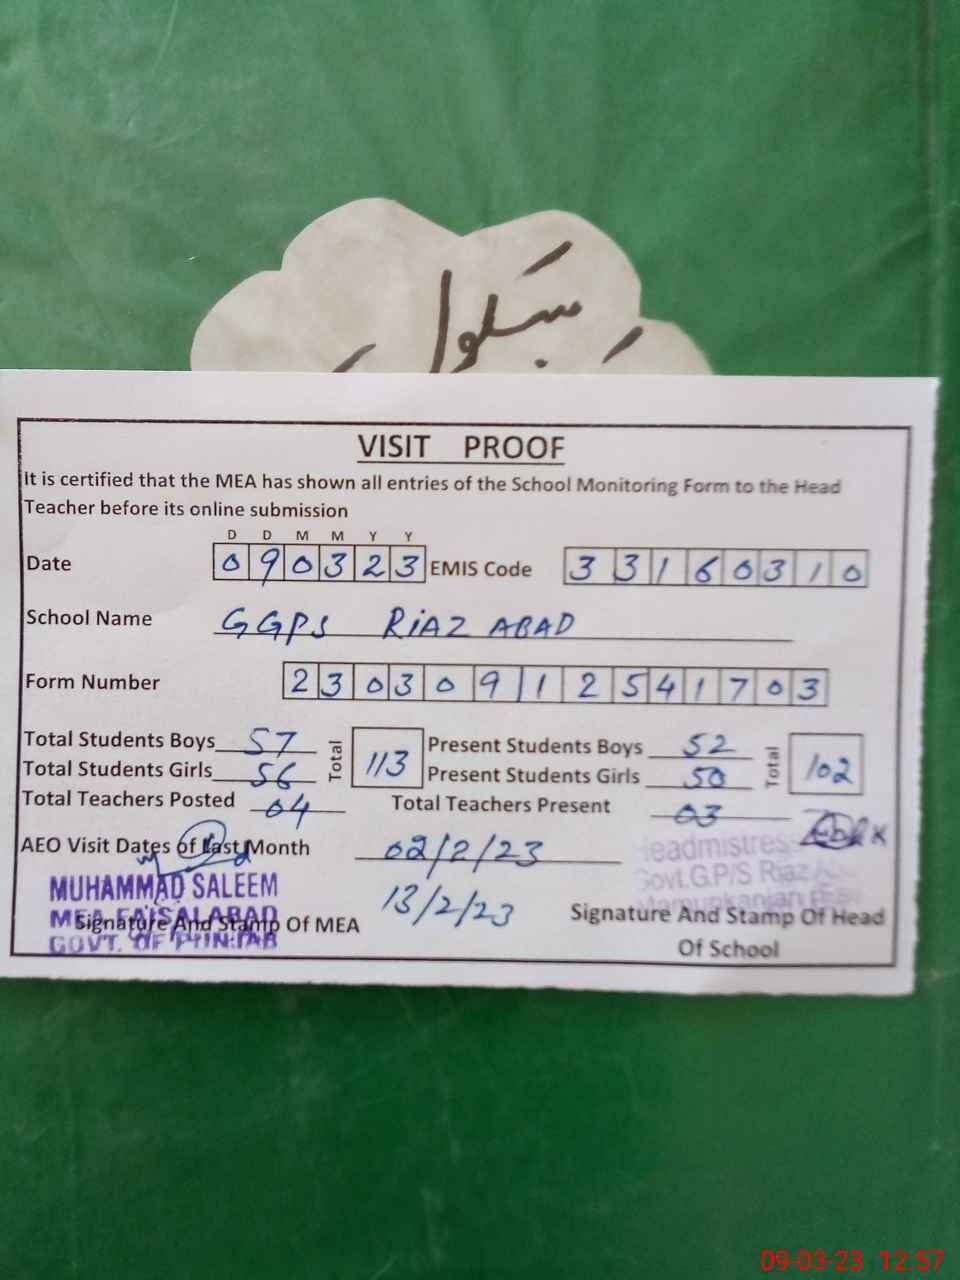 سلوا
VISIT PROOF
It is certified that the MEA has shown all entries of the School Monitoring Form to the Head
Teacher before its online submission
D D M M Y Y
Date 090323 EMIS Code 33160310
School Name GGPS RIAZ ABAD
Form Number 23030912541703
Total Students Boys 57 Total 113 Present Students Boys 52 Total 102
Total Students Girls 56 Present Students Girls 50
Total Teachers Posted 04 Total Teachers Present 03
AEO Visit Dates of Last Month 02/2/23
13/2/23
Headmistress
Govt. G.P/S Riaz
Mamunkanjan
MUHAMMAD SALEEM
MEA FAISALABAD
GOVT. OF PUNJAB
Signature And Stamp Of MEA
Signature And Stamp Of Head
Of School
09-03-23 12:57